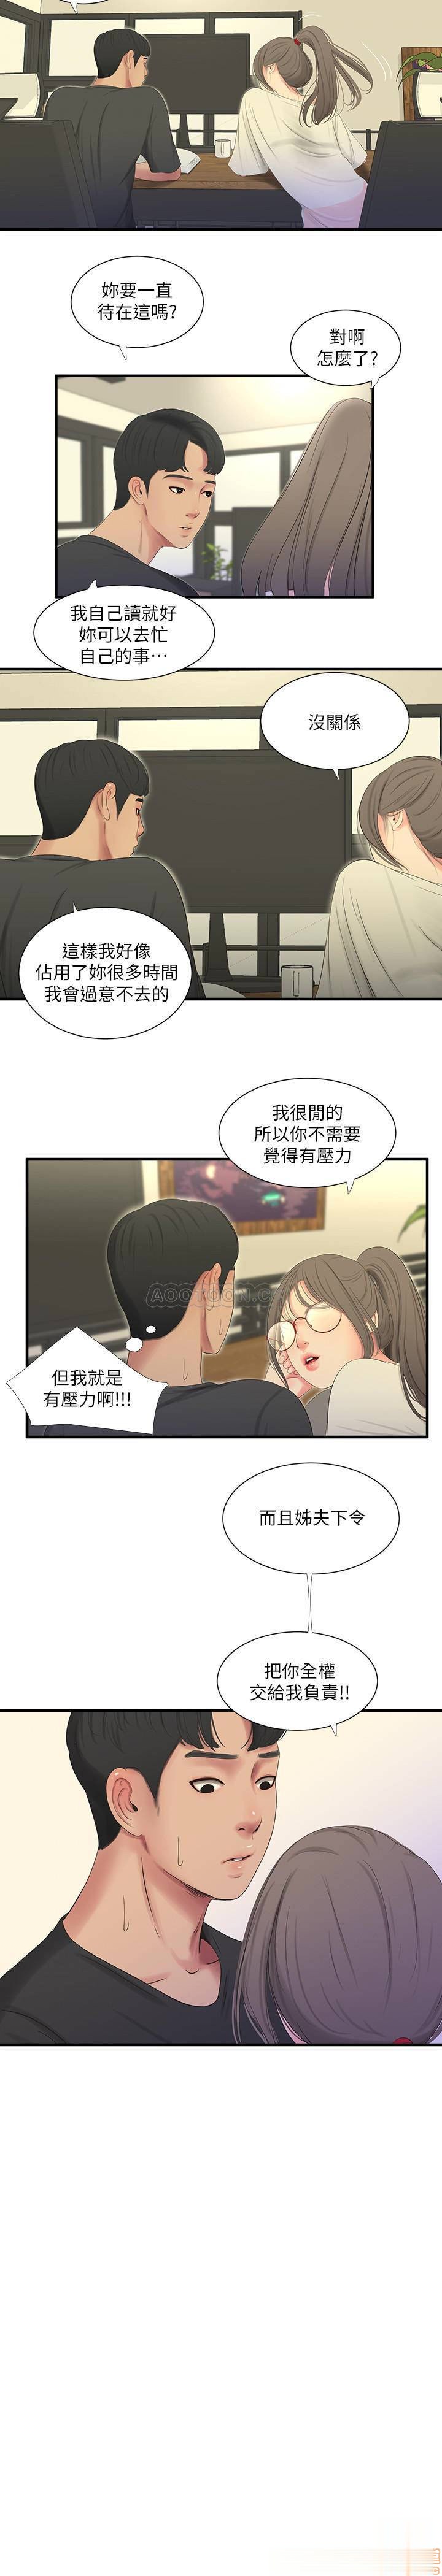 妳要一直
待在這嗎?
對啊
怎麼了?
我自己讀就好
妳可以去忙
自己的事…
沒關係
這樣我好像
佔用了妳很多時間
我會過意不去的
我很閒的
所以你不需要
覺得有壓力
AOOTOON.C
但我就是
有壓力啊!!!
而且姊夫下令
把你全權
交給我負責!!